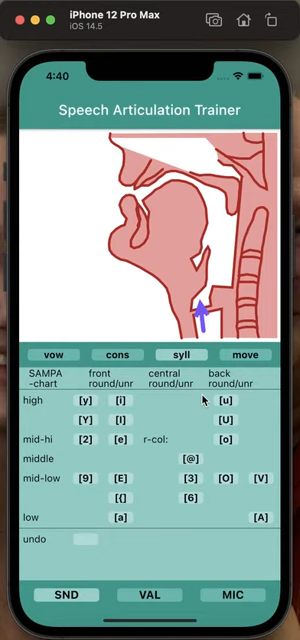 iPhone 12 Pro Max
iOS 14.5
4:40
Speech Articulation Trainer
vow cons syll move
SAMPA front central back
-chart round/unr round/unr round/unr
high [y] [i] [u]
[Y] [I] [U]
mid-hi [2] [e] r-col: [o]
middle [@]
mid-low [9] [E] [3] [O] [V]
[{] [6]
low [a] [A]
undo
SND VAL MIC